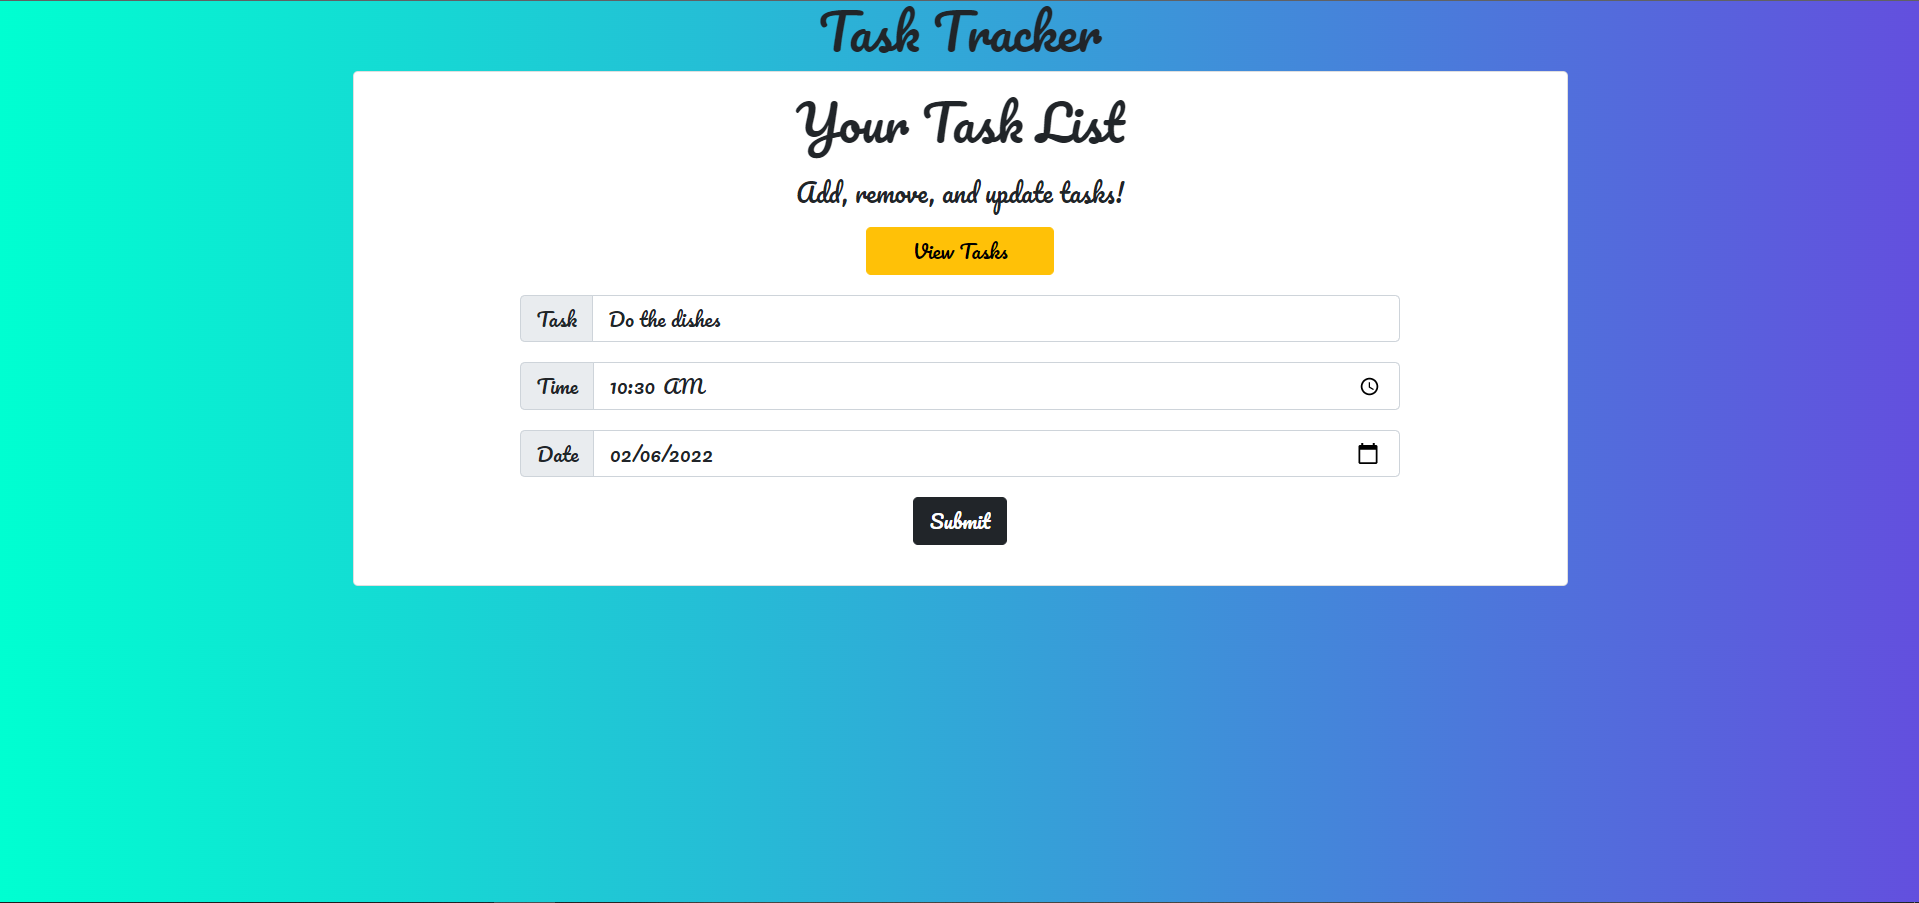 Task Tracker
Your Task List
Add, remove, and update tasks!
View Tasks
Task Do the dishes
Time 10:30 AM
Date 02/06/2022
Submit